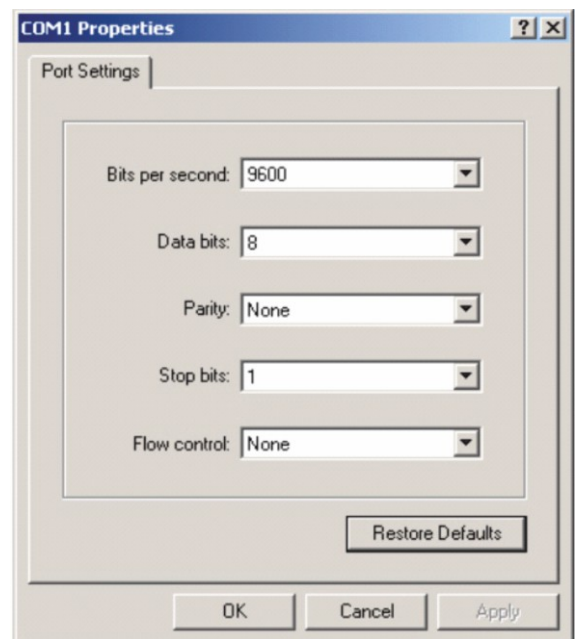 COM1 Properties
Port Settings
Bits per second: 9600
Data bits: 8
Parity: None
Stop bits: 1
Flow control: None
Restore Defaults
OK Cancel Apply